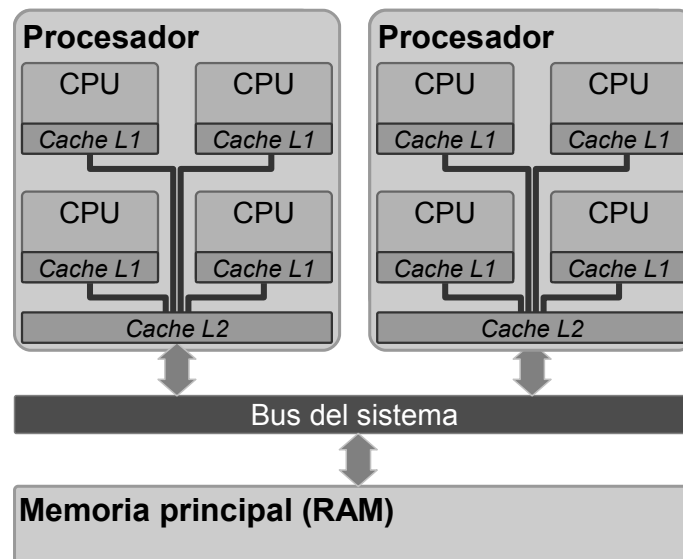 Procesador
CPU
CPU
Cache L1
Cache L1
CPU
CPU
Cache L1
Cache L1
Cache L2
Procesador
CPU
CPU
Cache L1
Cache L1
CPU
CPU
Cache L1
Cache L1
Cache L2
Bus del sistema
Memoria principal (RAM)